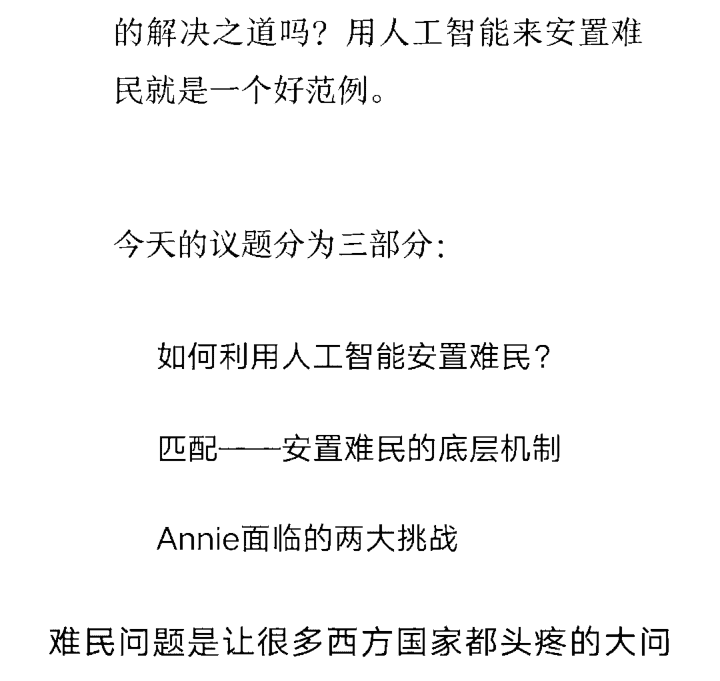 的解决之道吗？用人工智能来安置难
民就是一个好范例。
今天的议题分为三部分：
如何利用人工智能安置难民？
匹配——安置难民的底层机制
Annie面临的两大挑战
难民问题是让很多西方国家都头疼的大问